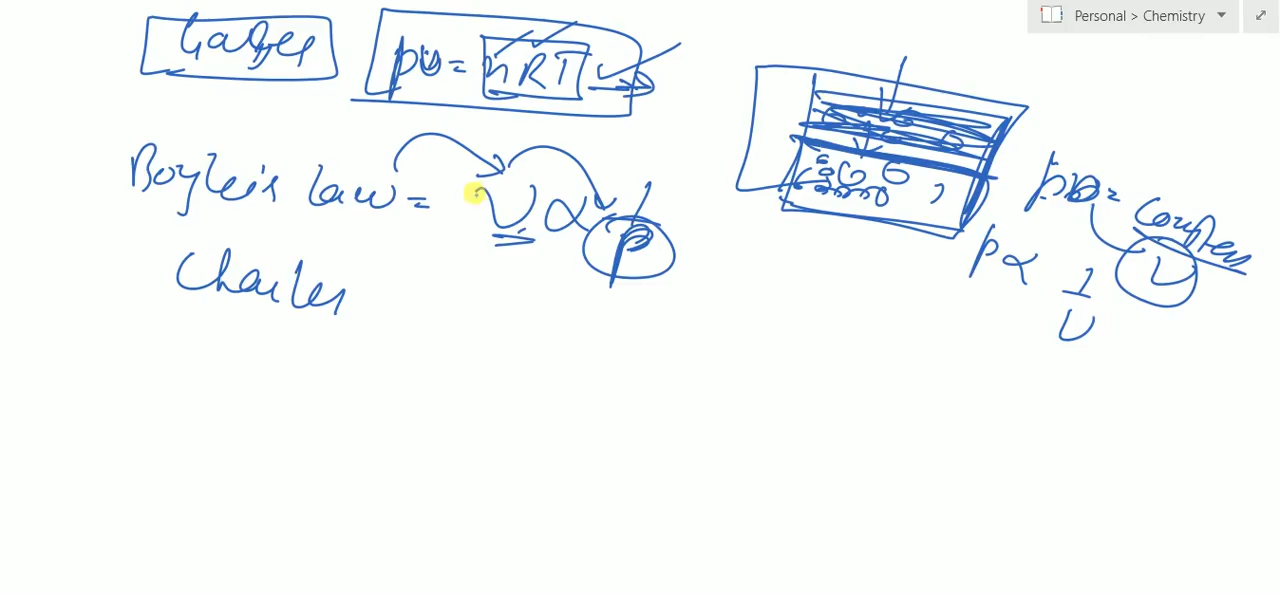 Personal > Chemistry
Gases
pv = nRT
Boyle's law = V ∝ 1/p
Charles
pv = constant
p ∝ 1/V